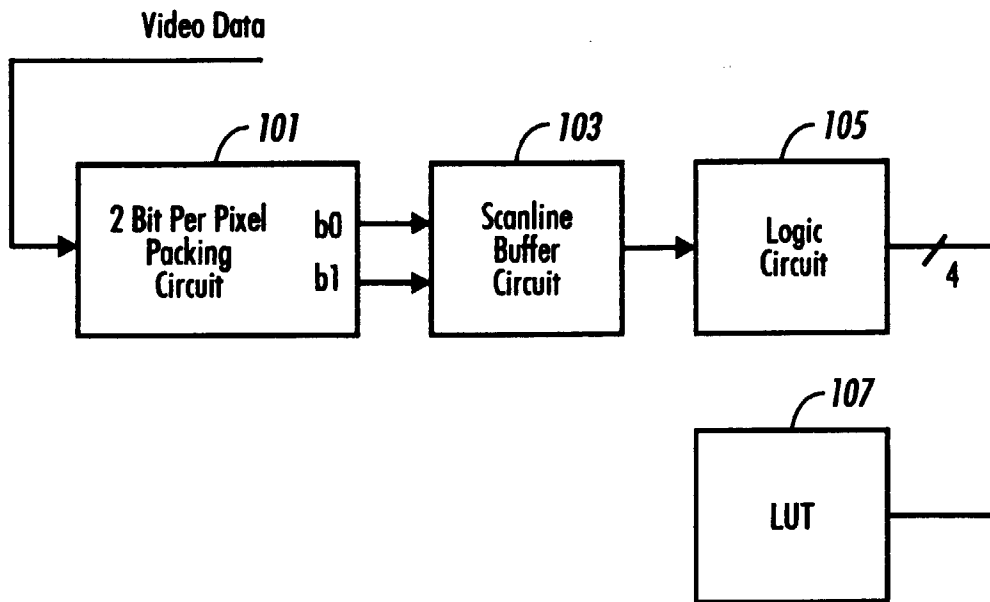 Video Data
101
2 Bit Per Pixel
Packing
Circuit
b0
b1
103
Scanline
Buffer
Circuit
105
Logic
Circuit
4
107
LUT